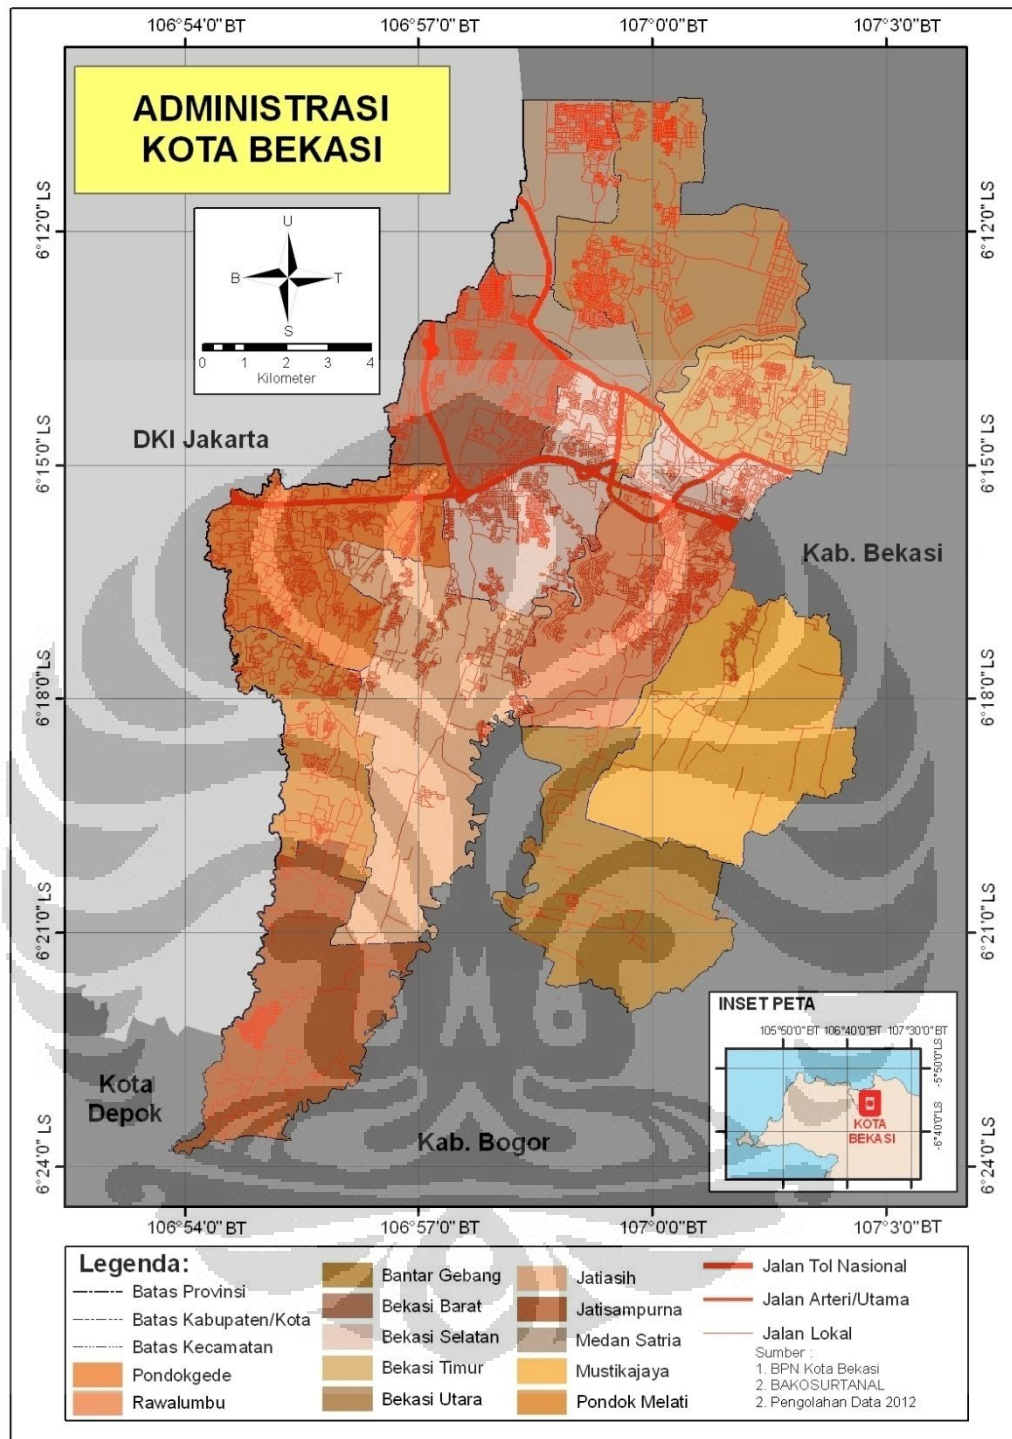 106°54'0"BT 106°57'0"BT 107°0'0"BT 107°3'0"BT
ADMINISTRASI
KOTA BEKASI
6°12'0" LS 6°12'0" LS
U
B T
S
0 1 2 3 4
Kilometer
DKI Jakarta
6°15'0" LS 6°15'0" LS
Kab. Bekasi
6°18'0" LS 6°18'0" LS
6°21'0" LS 6°21'0" LS
INSET PETA
105°50'0"BT 106°40'0"BT 107°30'0"BT
-5°50'0"LS
KOTA
BEKASI
-6°40'0"LS
Kota
Depok
Kab. Bogor
6°24'0" LS 6°24'0" LS
106°54'0"BT 106°57'0"BT 107°0'0"BT 107°3'0"BT
Legenda:
Batas Provinsi
Batas Kabupaten/Kota
Batas Kecamatan
Pondokgede
Rawalumbu
Bantar Gebang
Bekasi Barat
Bekasi Selatan
Bekasi Timur
Bekasi Utara
Jatiasih
Jatisampurna
Medan Satria
Mustikajaya
Pondok Melati
Jalan Tol Nasional
Jalan Arteri/Utama
Jalan Lokal
Sumber :
1. BPN Kota Bekasi
2. BAKOSURTANAL
2. Pengolahan Data 2012